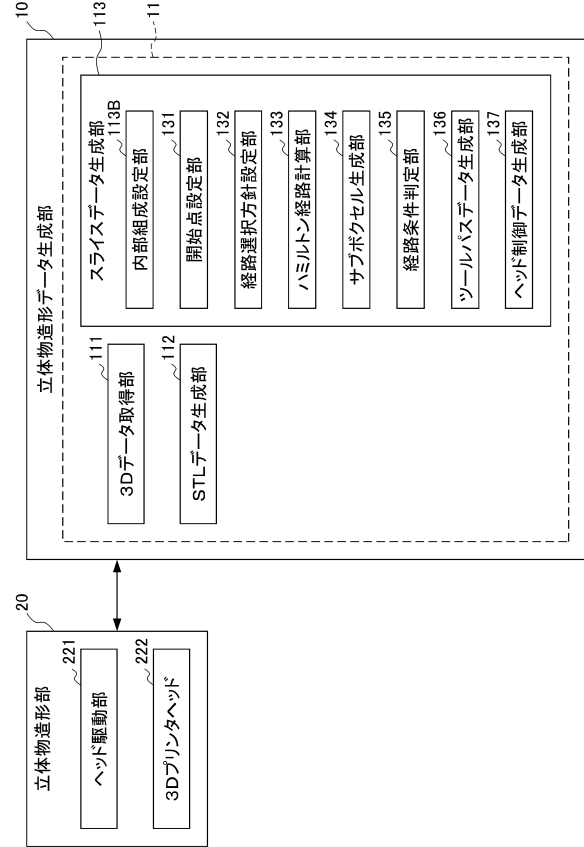 20
立体物造形部
221
ヘッド駆動部
222
3Dプリンタヘッド
10
立体物造形データ生成部
11
111
3Dデータ取得部
112
STLデータ生成部
113
スライスデータ生成部
113B
内部組成設定部
131
開始点設定部
132
経路選択方針設定部
133
ハミルトン経路計算部
134
サブボクセル生成部
135
経路条件判定部
136
ツールパスデータ生成部
137
ヘッド制御データ生成部